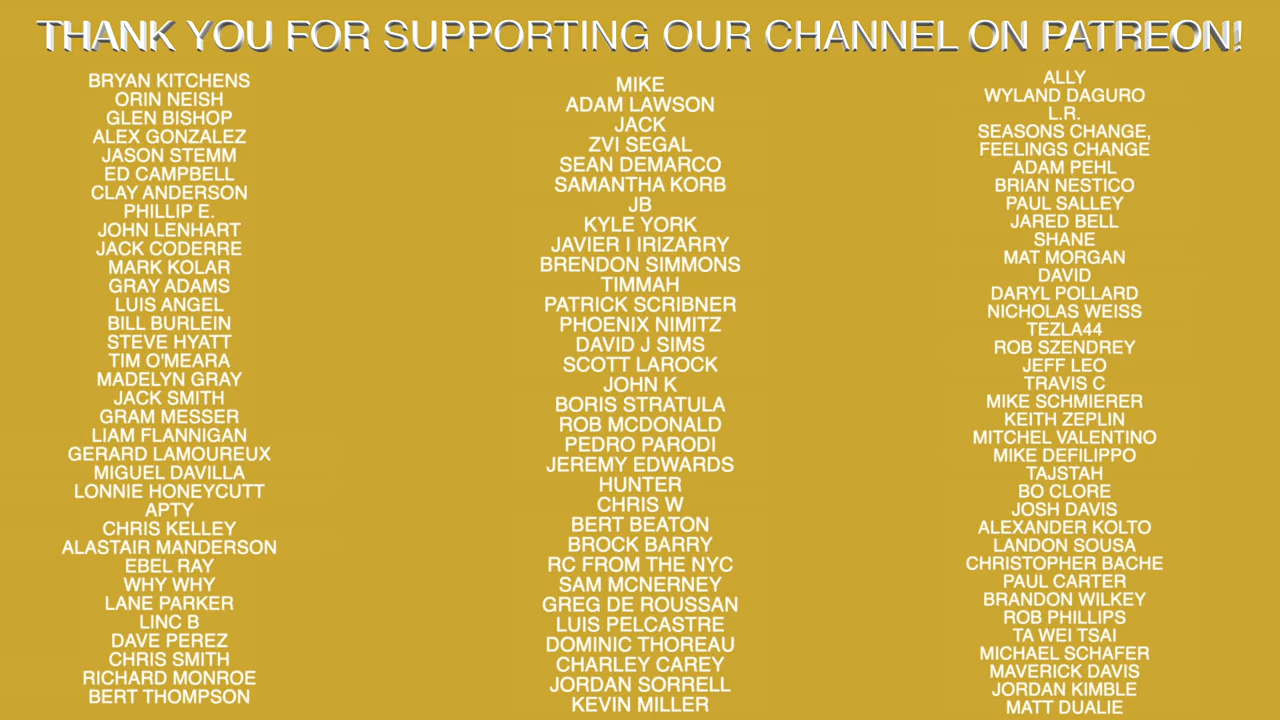 THANK YOU FOR SUPPORTING OUR CHANNEL ON PATREON!
BRYAN KITCHENS
ORIN NEISH
GLEN BISHOP
ALEX GONZALEZ
JASON STEMM
ED CAMPBELL
CLAY ANDERSON
PHILLIP E.
JOHN LENHART
JACK CODERRE
MARK KOLAR
GRAY ADAMS
LUIS ANGEL
BILL BURLEIN
STEVE HYATT
TIM O'MEARA
MADELYN GRAY
JACK SMITH
GRAM MESSER
LIAM FLANNIGAN
GERARD LAMOUREUX
MIGUEL DAVILLA
LONNIE HONEYCUTT
APTY
CHRIS KELLEY
ALASTAIR MANDERSON
EBEL RAY
WHY WHY
LANE PARKER
LINC B
DAVE PEREZ
CHRIS SMITH
RICHARD MONROE
BERT THOMPSON
MIKE
ADAM LAWSON
JACK
ZVI SEGAL
SEAN DEMARCO
SAMANTHA KORB
JB
KYLE YORK
JAVIER I IRIZARRY
BRENDON SIMMONS
TIMMAH
PATRICK SCRIBNER
PHOENIX NIMITZ
DAVID J SIMS
SCOTT LAROCK
JOHN K
BORIS STRATULA
ROB MCDONALD
PEDRO PARODI
JEREMY EDWARDS
HUNTER
CHRIS W
BERT BEATON
BROCK BARRY
RC FROM THE NYC
SAM MCNERNEY
GREG DE ROUSSAN
LUIS PELCASTRE
DOMINIC THOREAU
CHARLEY CAREY
JORDAN SORRELL
KEVIN MILLER
ALLY
WYLAND DAGURO
L.R.
SEASONS CHANGE,
FEELINGS CHANGE
ADAM PEHL
BRIAN NESTICO
PAUL SALLEY
JARED BELL
SHANE
MAT MORGAN
DAVID
DARYL POLLARD
NICHOLAS WEISS
TEZLA44
ROB SZENDREY
JEFF LEO
TRAVIS C
MIKE SCHMIERER
KEITH ZEPLIN
MITCHEL VALENTINO
MIKE DEFILIPPO
TAJSTAH
BO CLORE
JOSH DAVIS
ALEXANDER KOLTO
LANDON SOUSA
CHRISTOPHER BACHE
PAUL CARTER
BRANDON WILKEY
ROB PHILLIPS
TA WEI TSAI
MICHAEL SCHAFER
MAVERICK DAVIS
JORDAN KIMBLE
MATT DUALIE